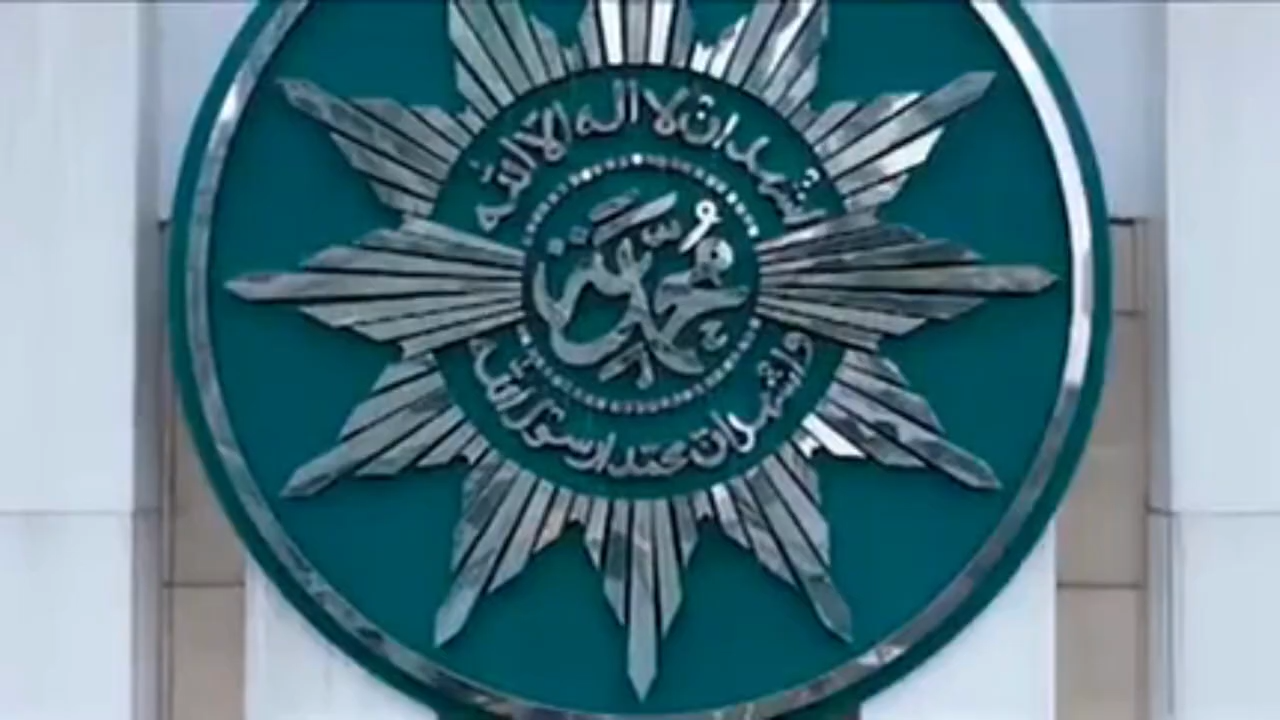 اشهد ان لا اله الا الله
محمدية
واشهد ان محمدا رسول الله